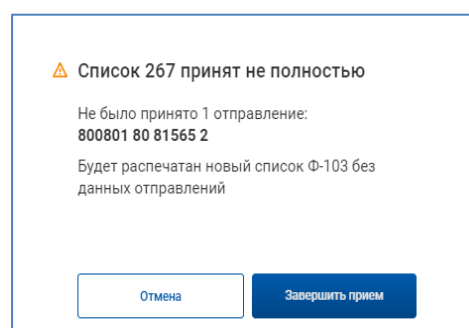 Список 267 принят не полностью
Не было принято 1 отправление:
800801 80 81565 2
Будет распечатан новый список Ф-103 без
данных отправлений
Отмена
Завершить прием